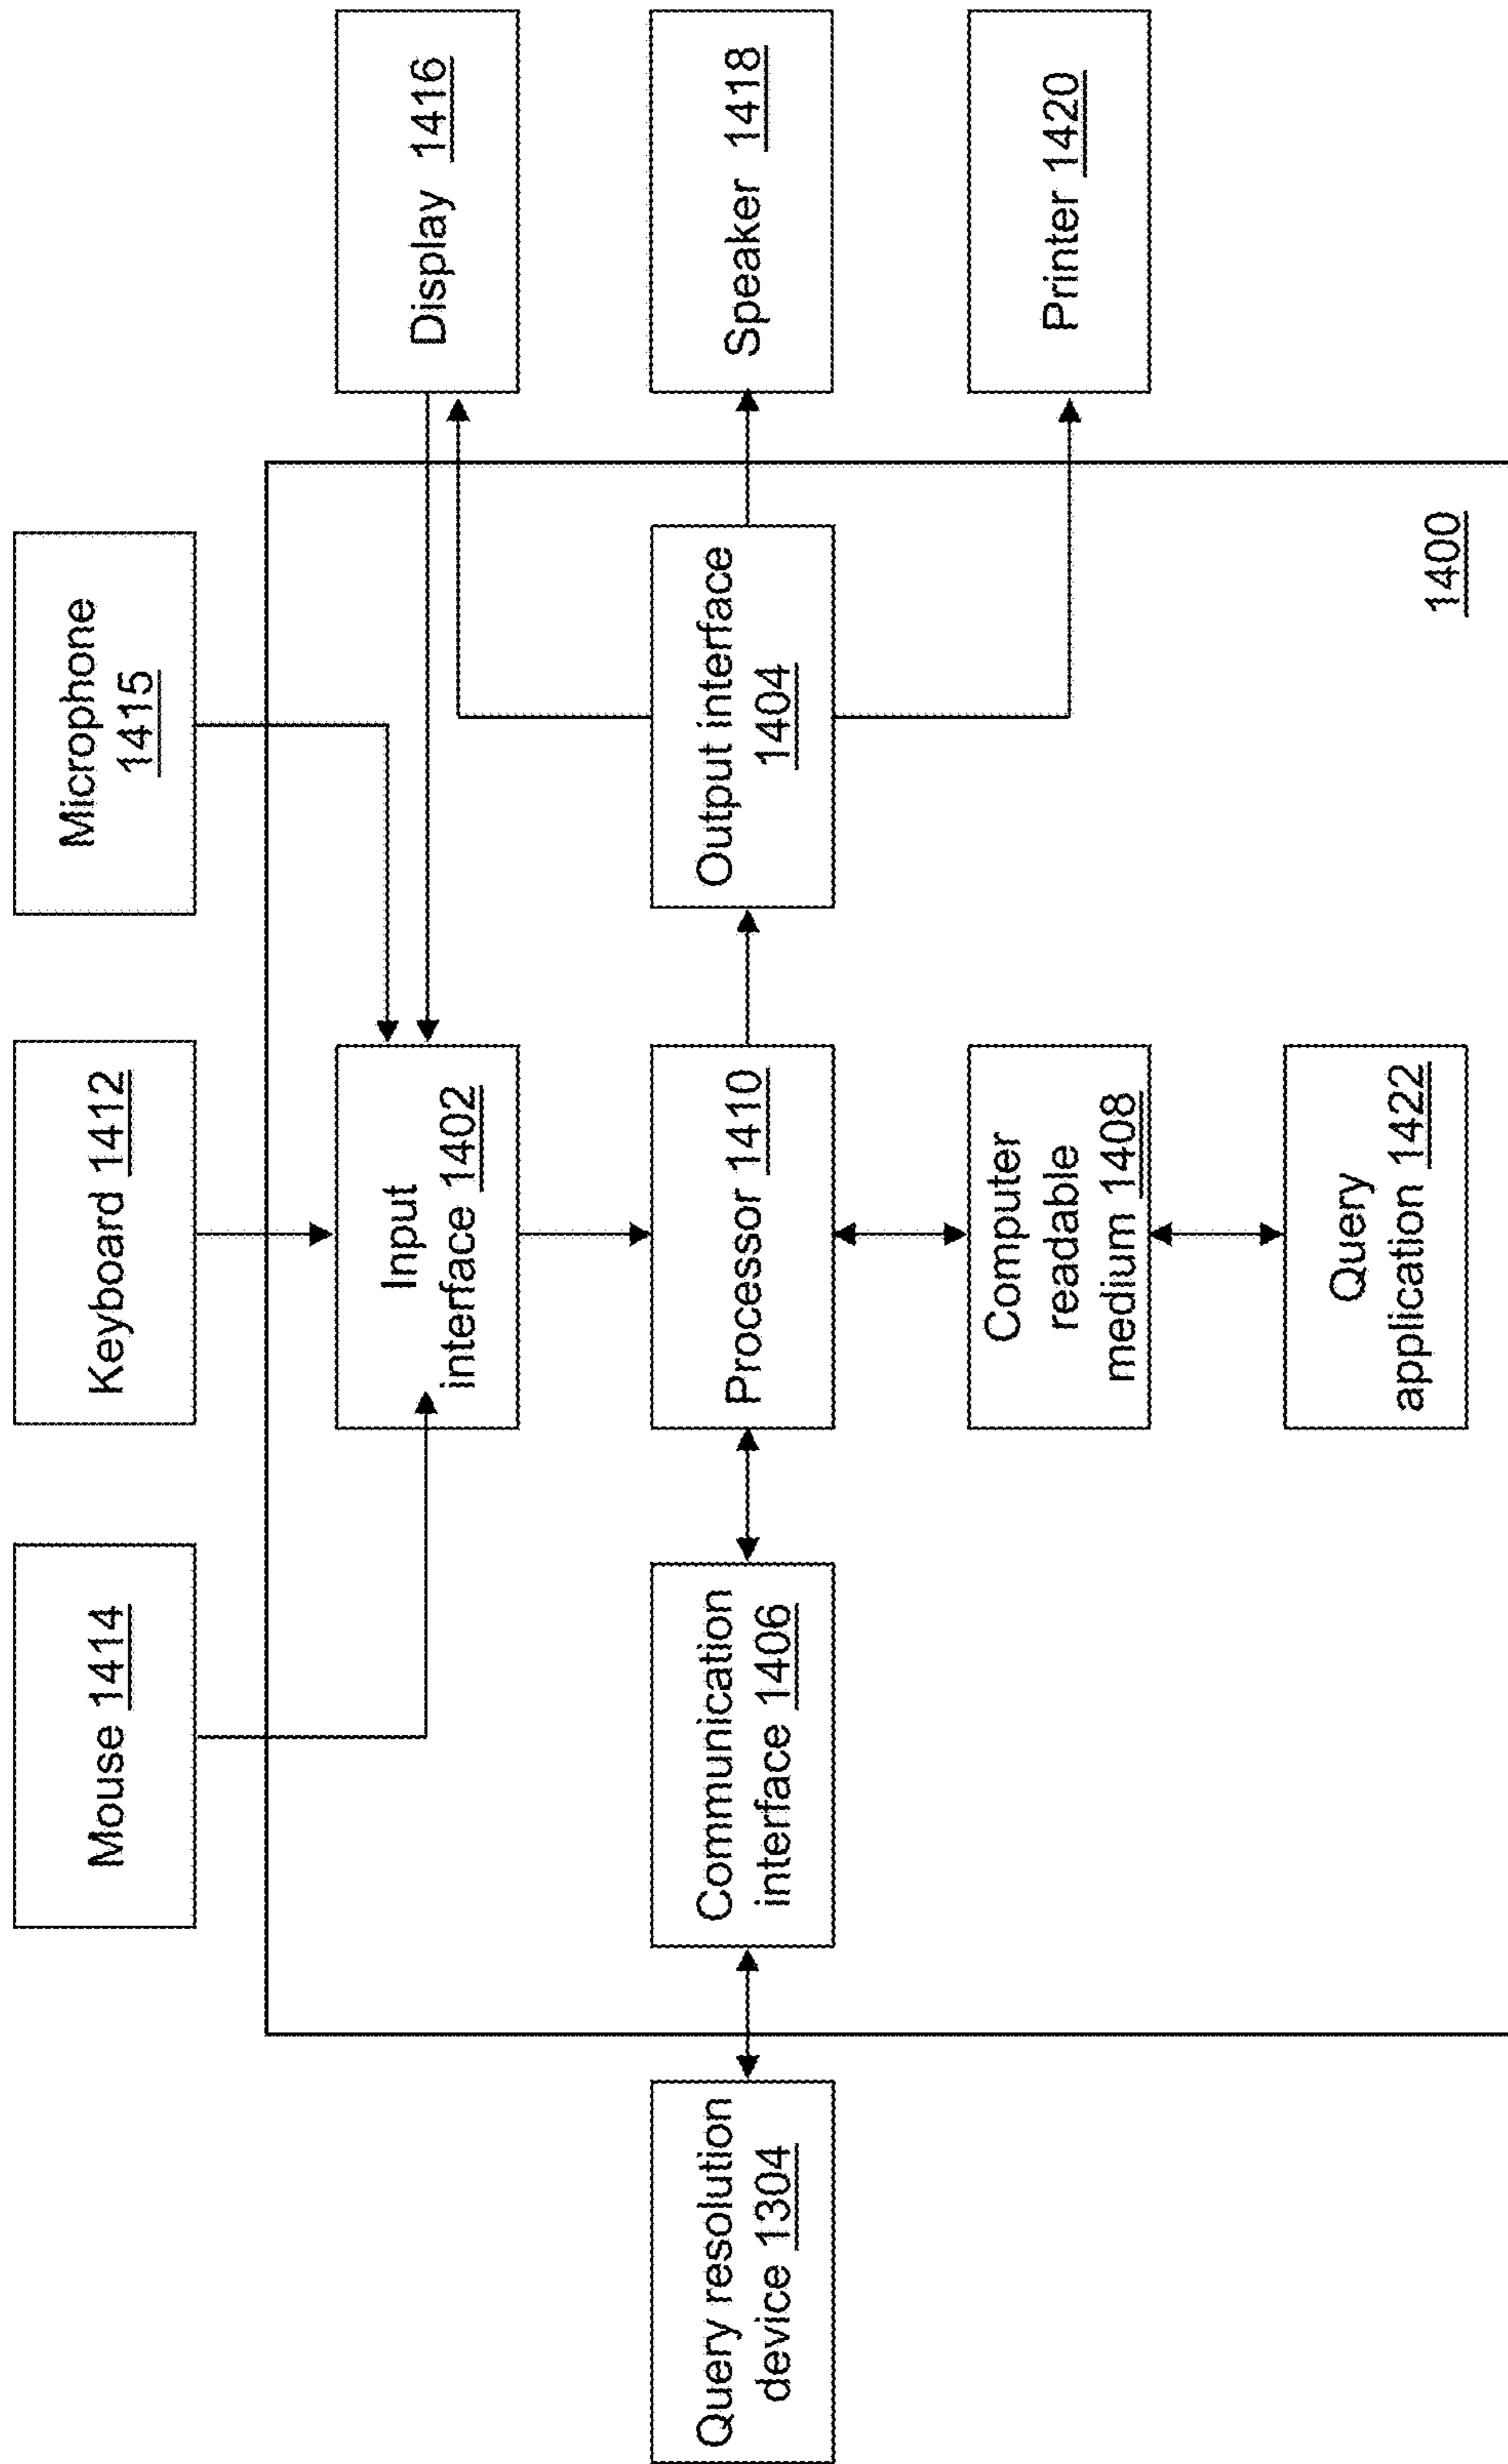 Mouse 1414
Keyboard 1412
Microphone
1415
Input
interface 1402
Display 1416
Query resolution
device 1304
Communication
interface 1406
Processor 1410
Output interface
1404
Speaker 1418
Computer
readable
medium 1408
Printer 1420
Query
application 1422
1400